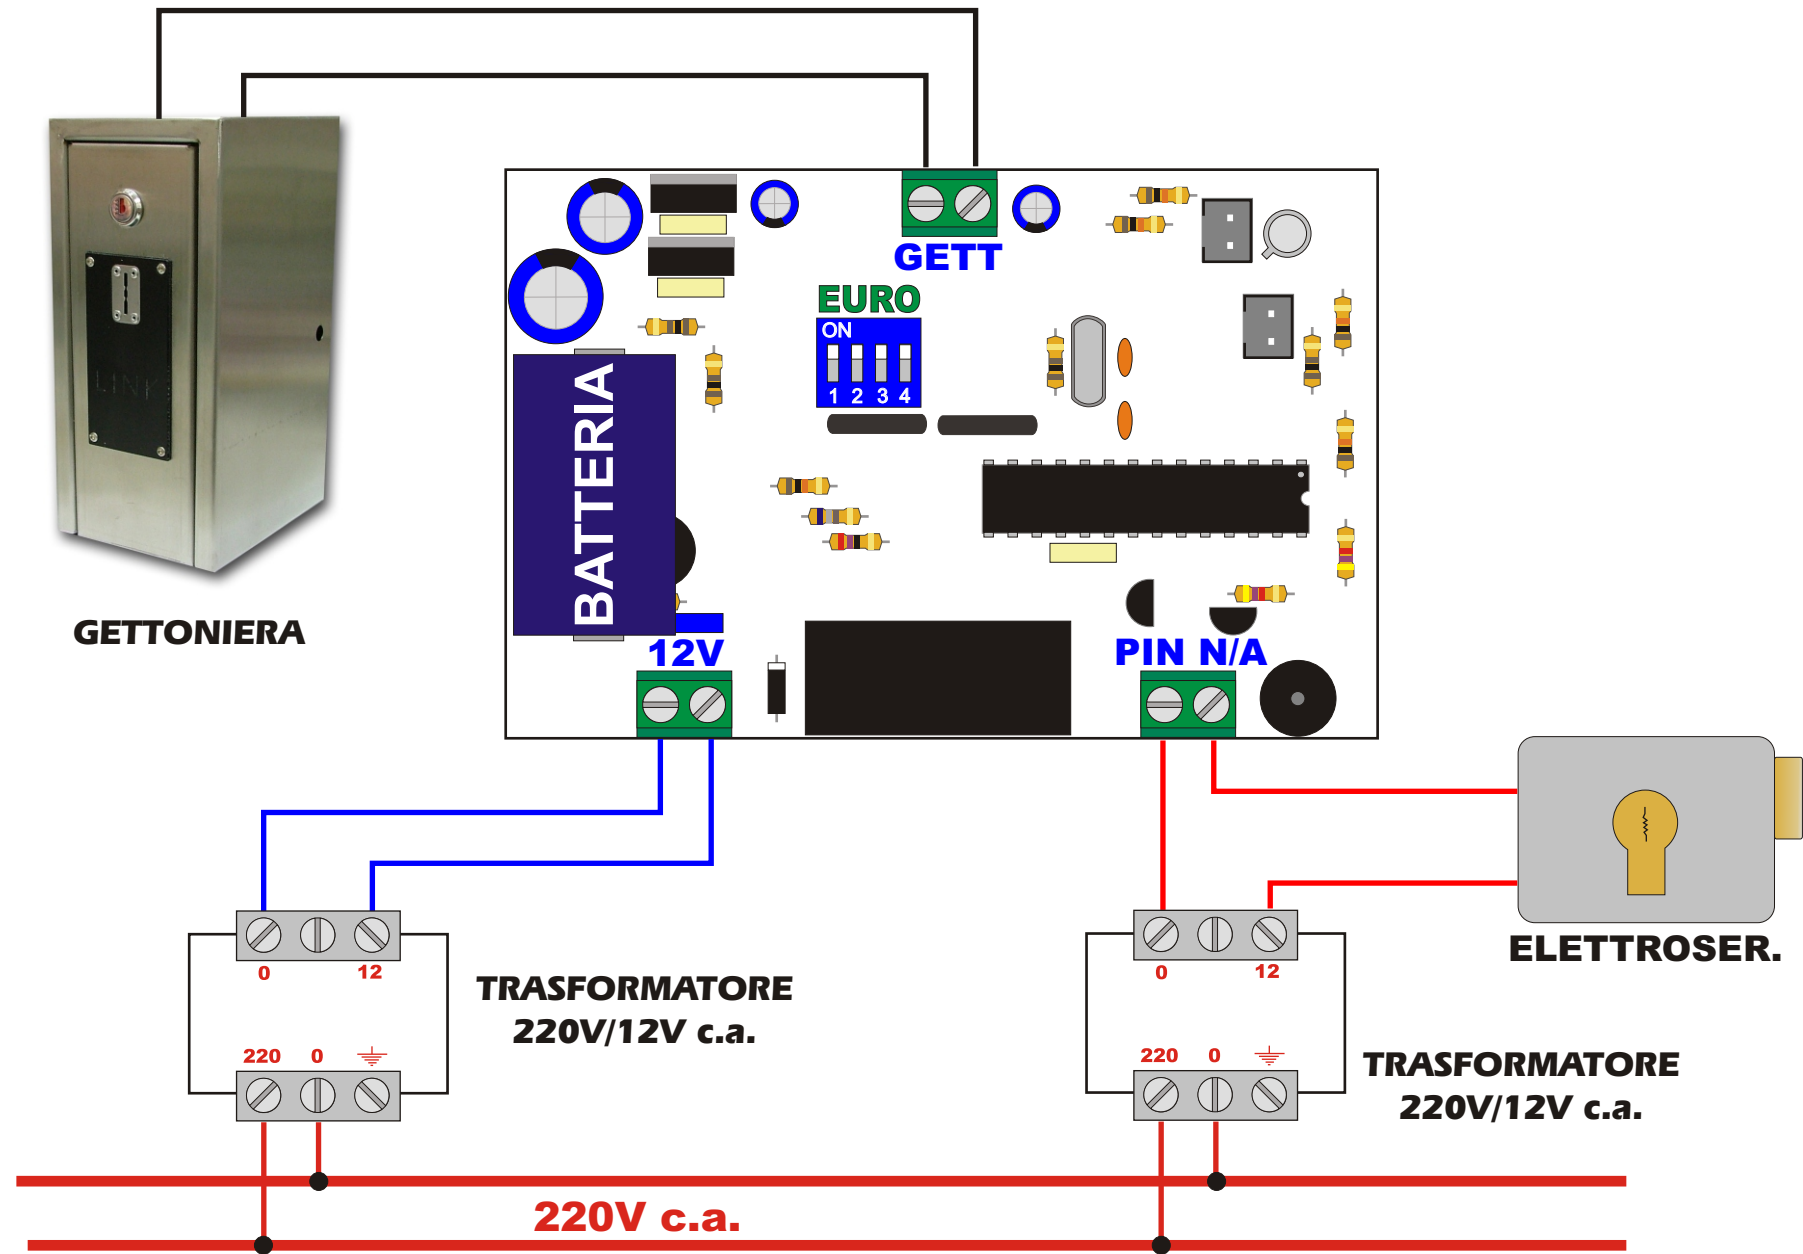 GETT
EURO
ON
1 2 3 4
BATTERIA
LINK
GETTONIERA
12V
PIN N/A
ELETTROSER.
0 12
TRASFORMATORE
220V/12V c.a.
220 0
0 12
220 0
TRASFORMATORE
220V/12V c.a.
220V c.a.